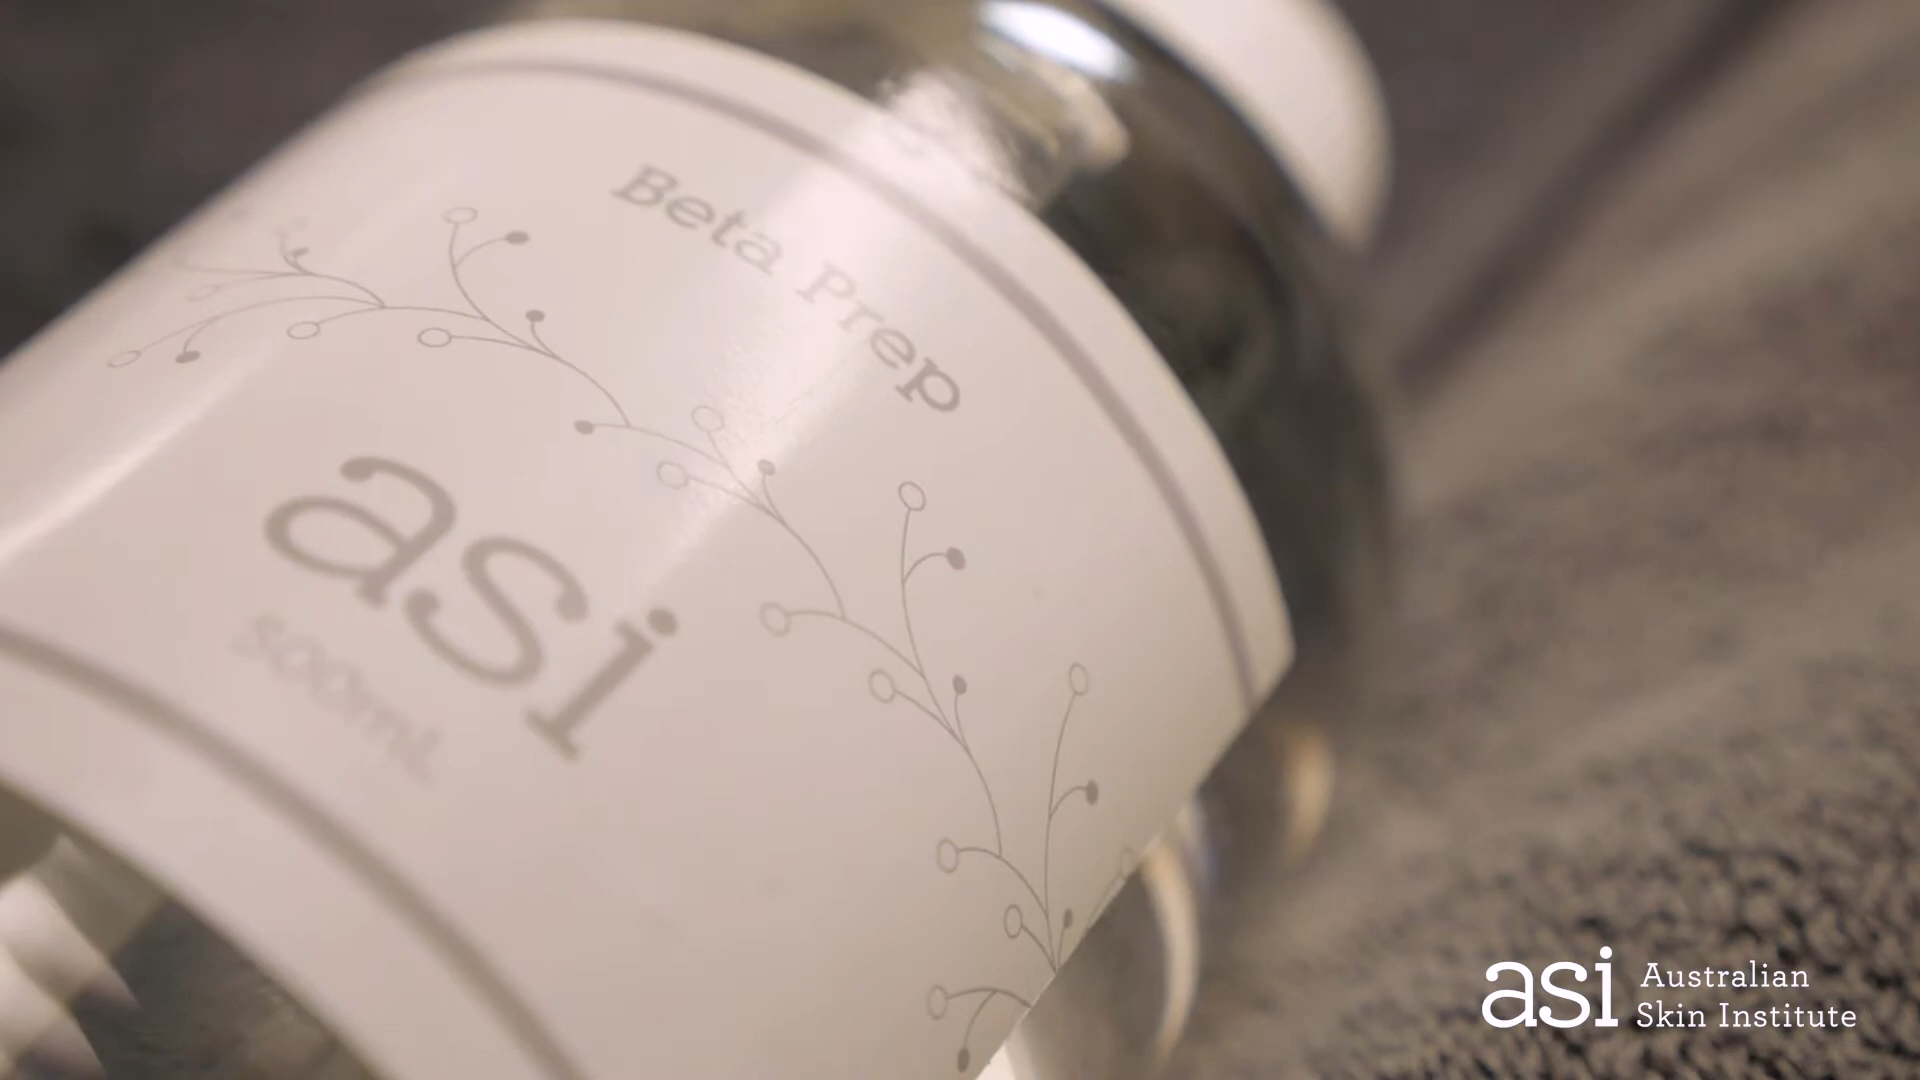 Beta Prep
asi
500ml
asi Australian
Skin Institute